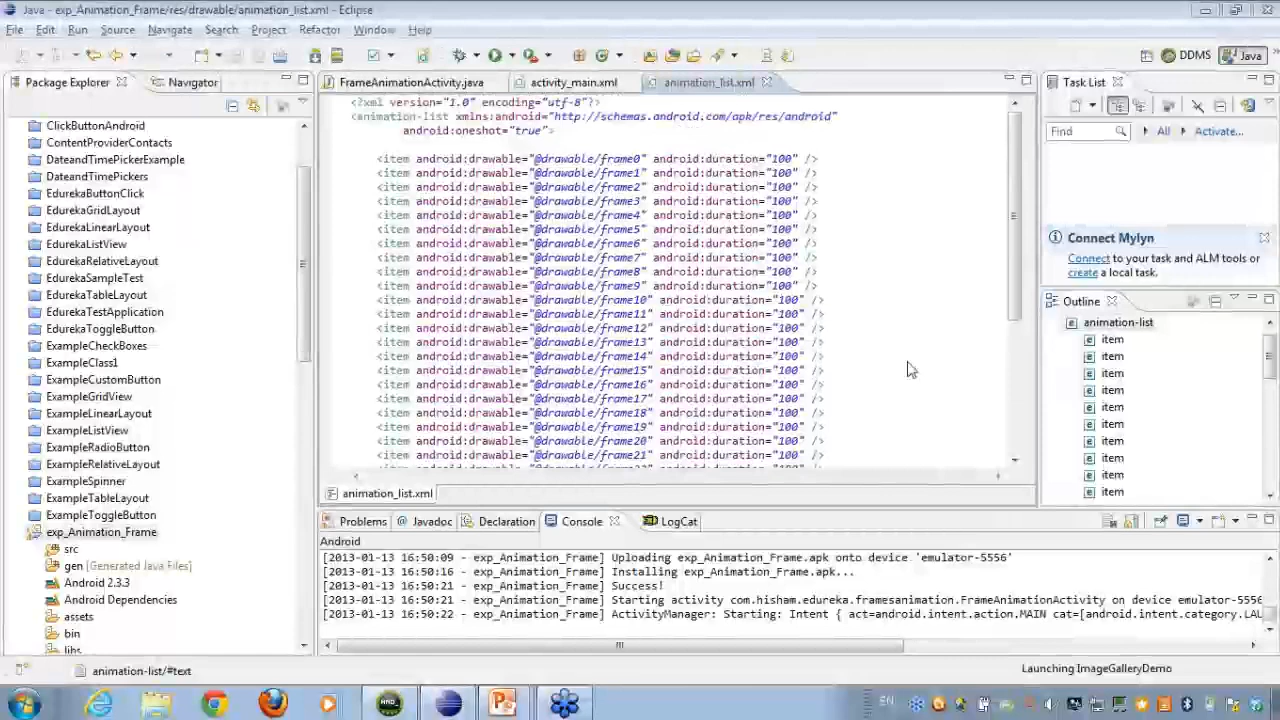 Java - exp_Animation_Frame/res/drawable/animation_list.xml - Eclipse
File Edit Run Source Navigate Search Project Refactor Window Help
DDMS Java
Package Explorer Navigator
FrameAnimationActivity.java activity_main.xml animation_list.xml
Task List
ClickButtonAndroid
ContentProviderContacts
DateandTimePickerExample
DateandTimePickers
EdurekaButtonClick
EdurekaGridLayout
EdurekaLinearLayout
EdurekaListView
EdurekaRelativeLayout
EdurekaSampleTest
EdurekaTableLayout
EdurekaTestApplication
EdurekaToggleButton
ExampleCheckBoxes
ExampleClass1
ExampleCustomButton
ExampleGridView
ExampleLinearLayout
ExampleListView
ExampleRadioButton
ExampleRelativeLayout
ExampleSpinner
ExampleTableLayout
ExampleToggleButton
exp_Animation_Frame
src
gen [Generated Java Files]
Android 2.3.3
Android Dependencies
assets
bin
libs
<?xml version="1.0" encoding="utf-8"?>
<animation-list xmlns:android="http://schemas.android.com/apk/res/android"
android:oneshot="true">
<item android:drawable="@drawable/frame0" android:duration="100" />
<item android:drawable="@drawable/frame1" android:duration="100" />
<item android:drawable="@drawable/frame2" android:duration="100" />
<item android:drawable="@drawable/frame3" android:duration="100" />
<item android:drawable="@drawable/frame4" android:duration="100" />
<item android:drawable="@drawable/frame5" android:duration="100" />
<item android:drawable="@drawable/frame6" android:duration="100" />
<item android:drawable="@drawable/frame7" android:duration="100" />
<item android:drawable="@drawable/frame8" android:duration="100" />
<item android:drawable="@drawable/frame9" android:duration="100" />
<item android:drawable="@drawable/frame10" android:duration="100" />
<item android:drawable="@drawable/frame11" android:duration="100" />
<item android:drawable="@drawable/frame12" android:duration="100" />
<item android:drawable="@drawable/frame13" android:duration="100" />
<item android:drawable="@drawable/frame14" android:duration="100" />
<item android:drawable="@drawable/frame15" android:duration="100" />
<item android:drawable="@drawable/frame16" android:duration="100" />
<item android:drawable="@drawable/frame17" android:duration="100" />
<item android:drawable="@drawable/frame18" android:duration="100" />
<item android:drawable="@drawable/frame19" android:duration="100" />
<item android:drawable="@drawable/frame20" android:duration="100" />
<item android:drawable="@drawable/frame21" android:duration="100" />
animation_list.xml
Find All Activate...
Connect Mylyn
Connect to your task and ALM tools or
create a local task.
Outline
animation-list
item
item
item
item
item
item
item
item
item
item
Problems Javadoc Declaration Console LogCat
Android
[2013-01-13 16:50:09 - exp_Animation_Frame] Uploading exp_Animation_Frame.apk onto device 'emulator-5556'
[2013-01-13 16:50:16 - exp_Animation_Frame] Installing exp_Animation_Frame.apk...
[2013-01-13 16:50:21 - exp_Animation_Frame] Success!
[2013-01-13 16:50:21 - exp_Animation_Frame] Starting activity com.hisham.edureka.framesanimation.FrameAnimationActivity on device emulator-5556
[2013-01-13 16:50:22 - exp_Animation_Frame] ActivityManager: Starting: Intent { act=android.intent.action.MAIN cat=[android.intent.category.LAU
animation-list/#text
Launching ImageGalleryDemo
EN